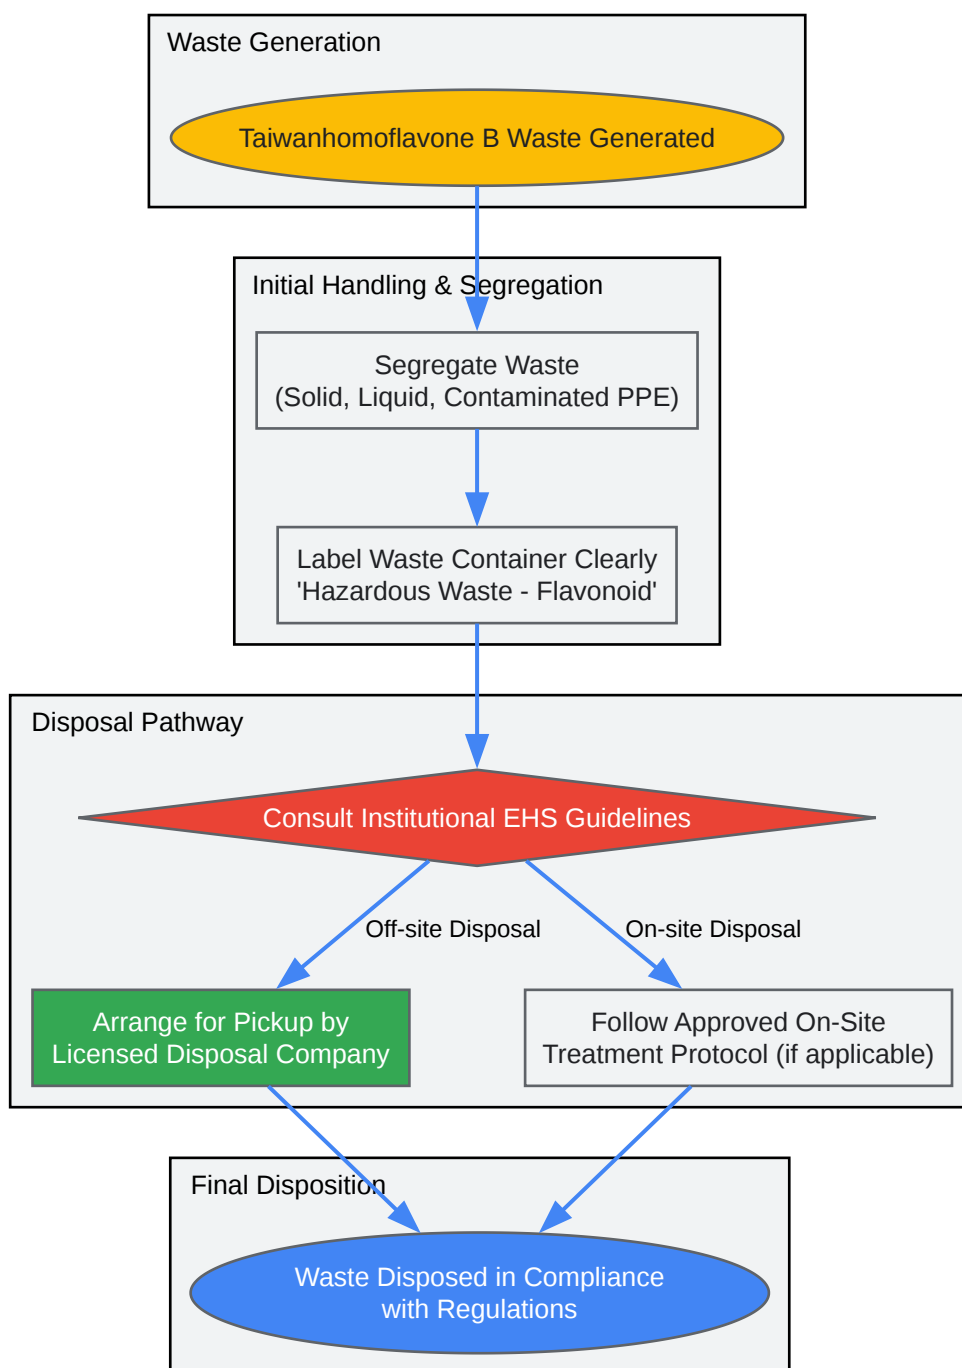 Waste Generation
Taiwanhomoflavone B Waste Generated
Initial Handling & Segregation
Segregate Waste
(Solid, Liquid, Contaminated PPE)
Label Waste Container Clearly
'Hazardous Waste - Flavonoid'
Disposal Pathway
Consult Institutional EHS Guidelines
Off-site Disposal
On-site Disposal
Arrange for Pickup by
Licensed Disposal Company
Follow Approved On-Site
Treatment Protocol (if applicable)
Final Disposition
Waste Disposed in Compliance
with Regulations